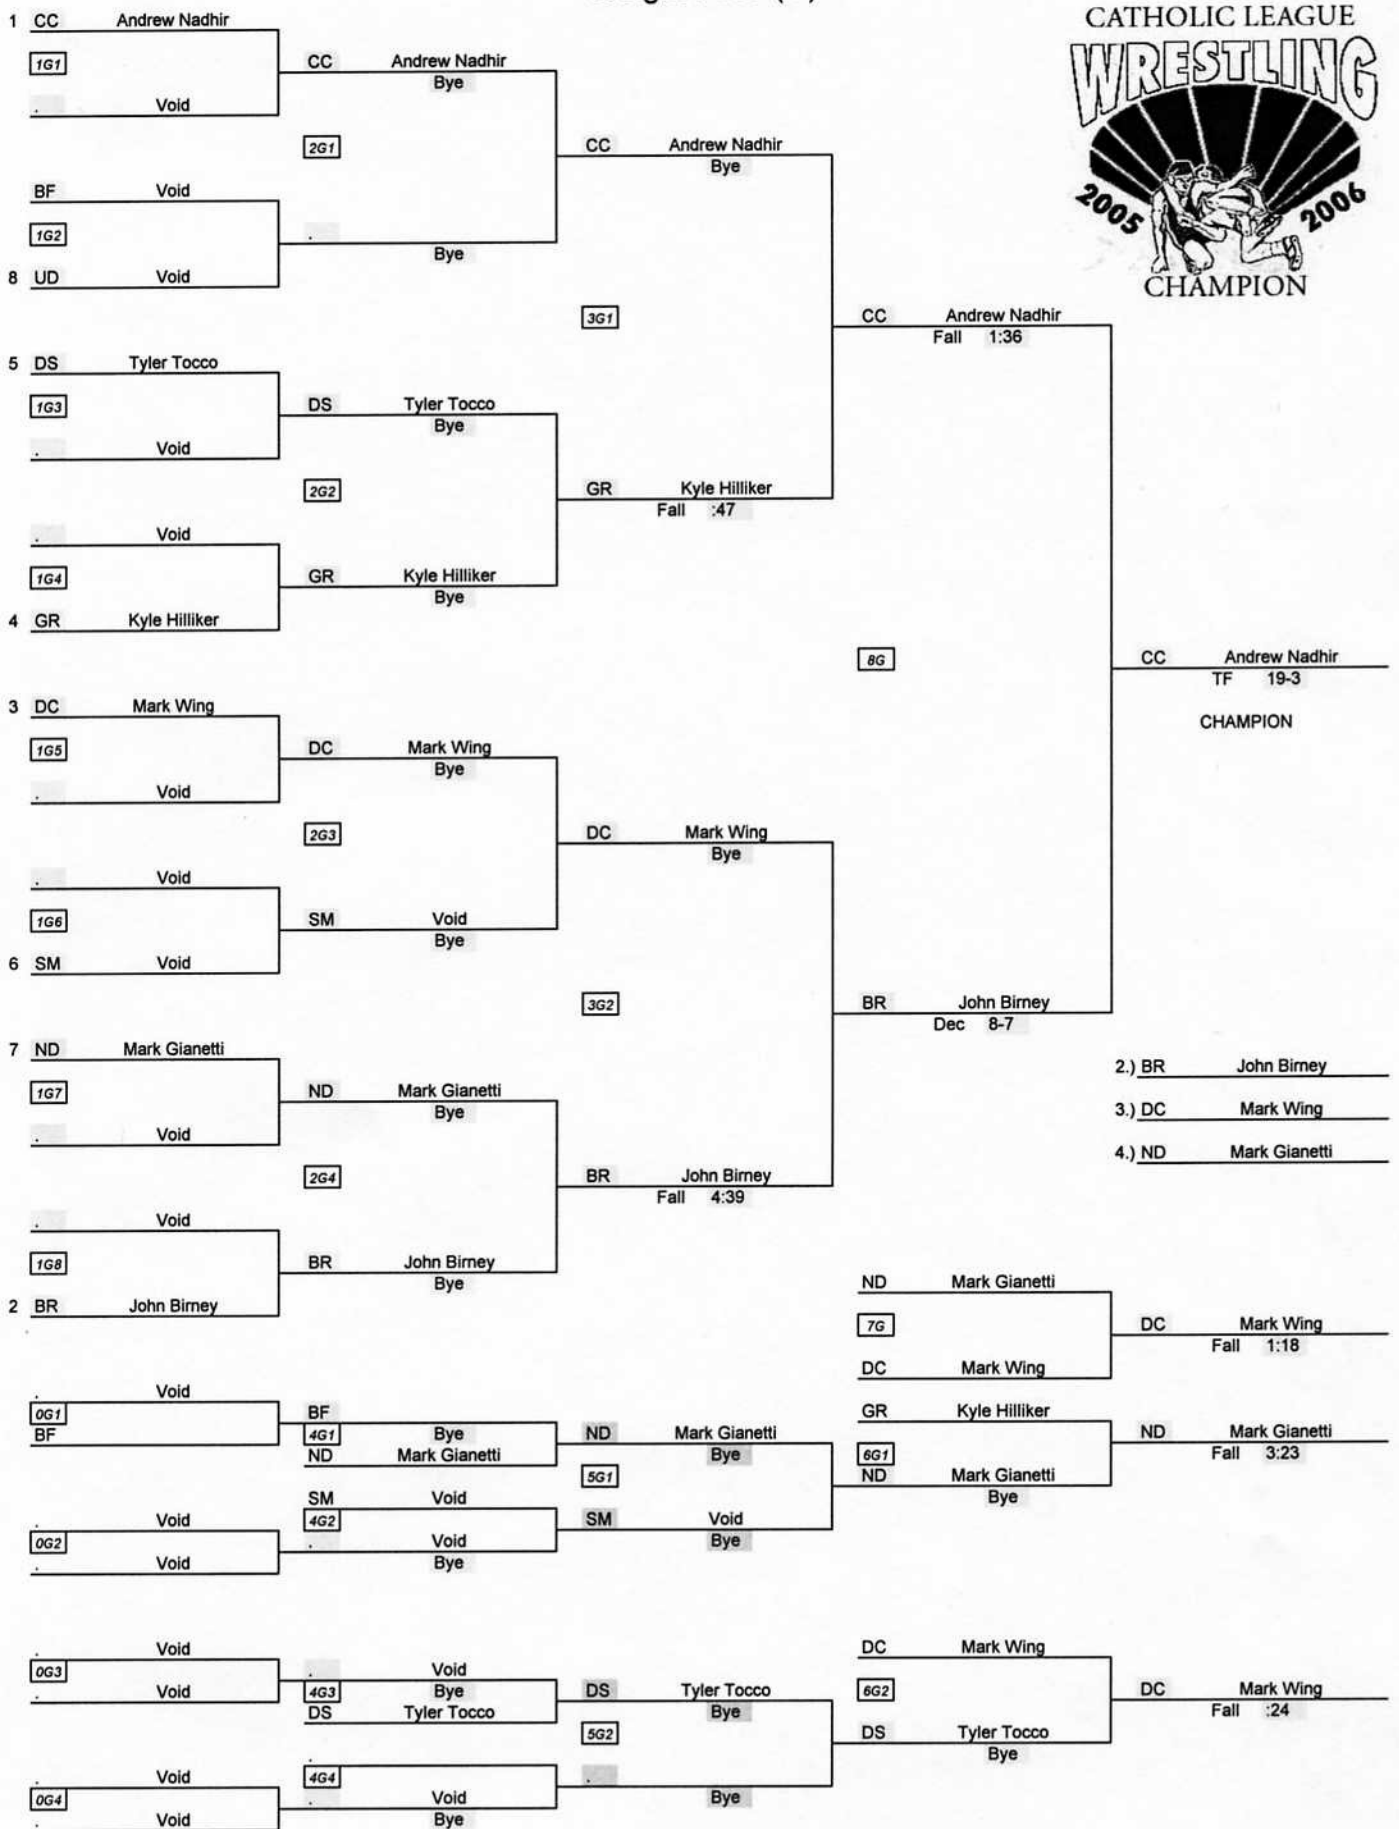 CATHOLIC LEAGUE
WRESTLING
2005 2006
CHAMPION
1 CC Andrew Nadhir
1G1
. Void
CC Andrew Nadhir
Bye
2G1
BF Void
1G2
8 UD Void
.
Bye
CC Andrew Nadhir
Bye
3G1
5 DS Tyler Tocco
1G3
. Void
DS Tyler Tocco
Bye
2G2
. Void
1G4
4 GR Kyle Hilliker
GR Kyle Hilliker
Bye
GR Kyle Hilliker
Fall :47
CC Andrew Nadhir
Fall 1:36
8G
CC Andrew Nadhir
TF 19-3
CHAMPION
3 DC Mark Wing
1G5
. Void
DC Mark Wing
Bye
2G3
. Void
1G6
6 SM Void
SM Void
Bye
DC Mark Wing
Bye
3G2
7 ND Mark Gianetti
1G7
. Void
ND Mark Gianetti
Bye
2G4
. Void
1G8
2 BR John Birney
BR John Birney
Bye
BR John Birney
Fall 4:39
BR John Birney
Dec 8-7
2.) BR John Birney
3.) DC Mark Wing
4.) ND Mark Gianetti
ND Mark Gianetti
7G
DC Mark Wing
DC Mark Wing
Fall 1:18
. Void
0G1
BF
BF
4G1 Bye
ND Mark Gianetti
ND Mark Gianetti
Bye
5G1
SM Void
4G2
. Void
Bye
. Void
0G2
. Void
SM Void
Bye
GR Kyle Hilliker
6G1
ND Mark Gianetti
Bye
ND Mark Gianetti
Fall 3:23
. Void
0G3
. Void
. Void
4G3 Bye
DS Tyler Tocco
DS Tyler Tocco
Bye
5G2
.
4G4
. Void
Bye
. Void
0G4
. Void
.
Bye
DC Mark Wing
6G2
DS Tyler Tocco
Bye
DC Mark Wing
Fall :24